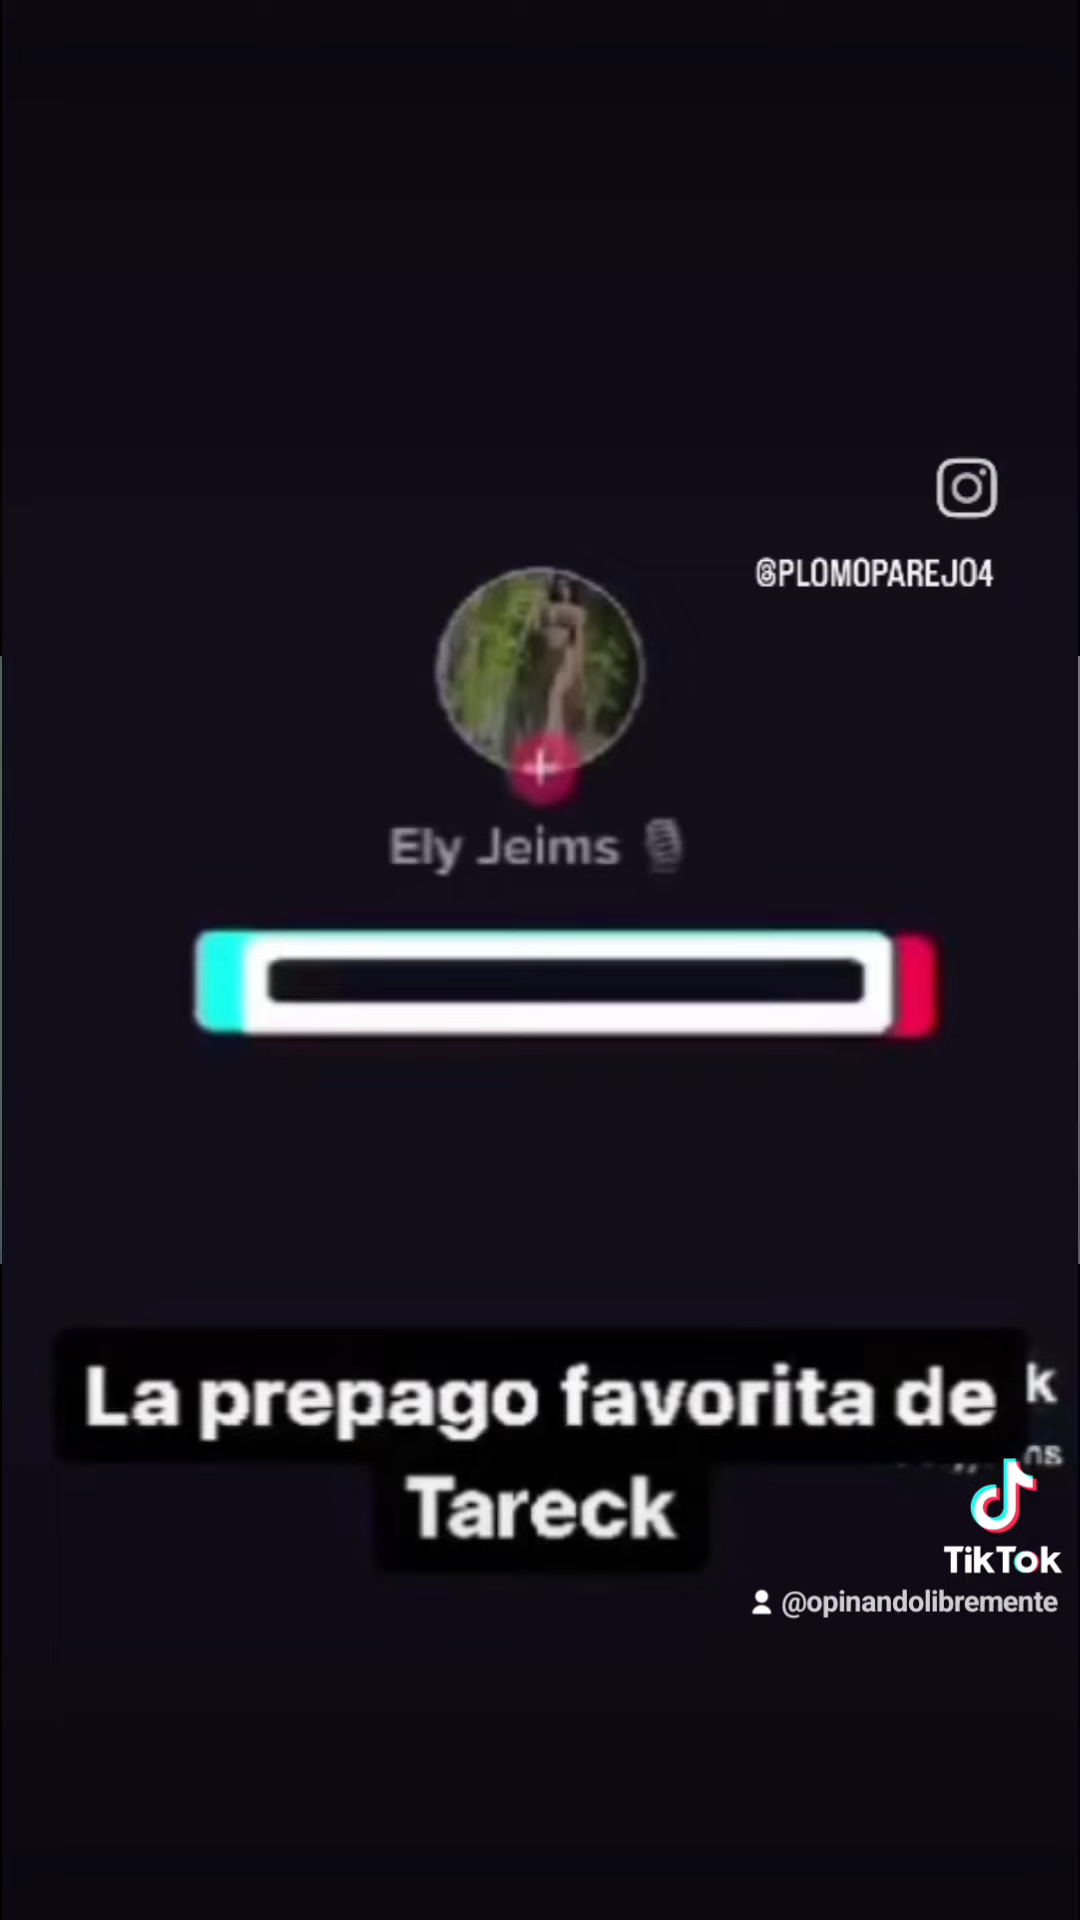 @PLOMOPAREJO4
Ely Jeims
La prepago favorita de
k
Tareck
TikTok
@opinandolibremente